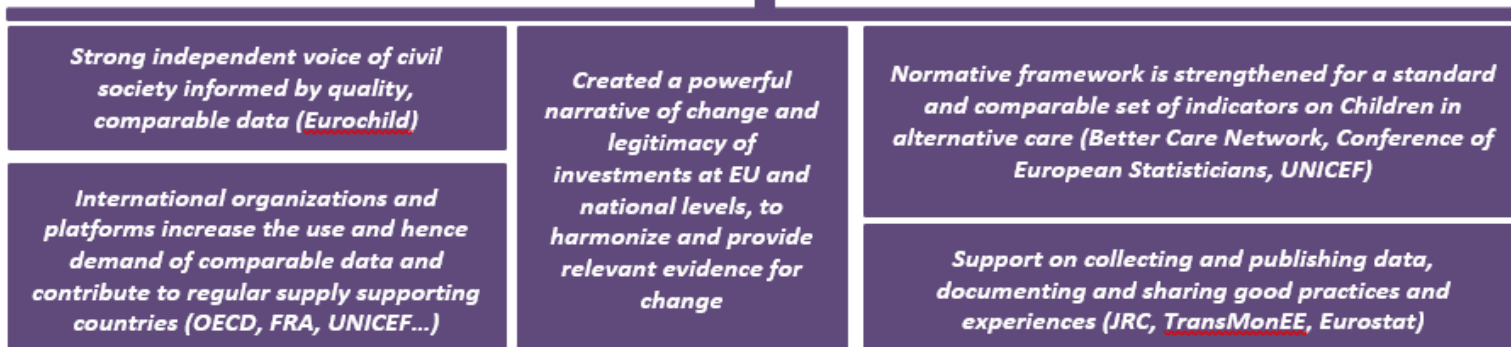 Strong independent voice of civil
society informed by quality,
comparable data (Eurochild)
International organizations and
platforms increase the use and hence
demand of comparable data and
contribute to regular supply supporting
countries (OECD, FRA, UNICEF...)
Created a powerful
narrative of change and
legitimacy of
investments at EU and
national levels, to
harmonize and provide
relevant evidence for
change
Normative framework is strengthened for a standard
and comparable set of indicators on Children in
alternative care (Better Care Network, Conference of
European Statisticians, UNICEF)
Support on collecting and publishing data,
documenting and sharing good practices and
experiences (JRC, TransMonEE, Eurostat)